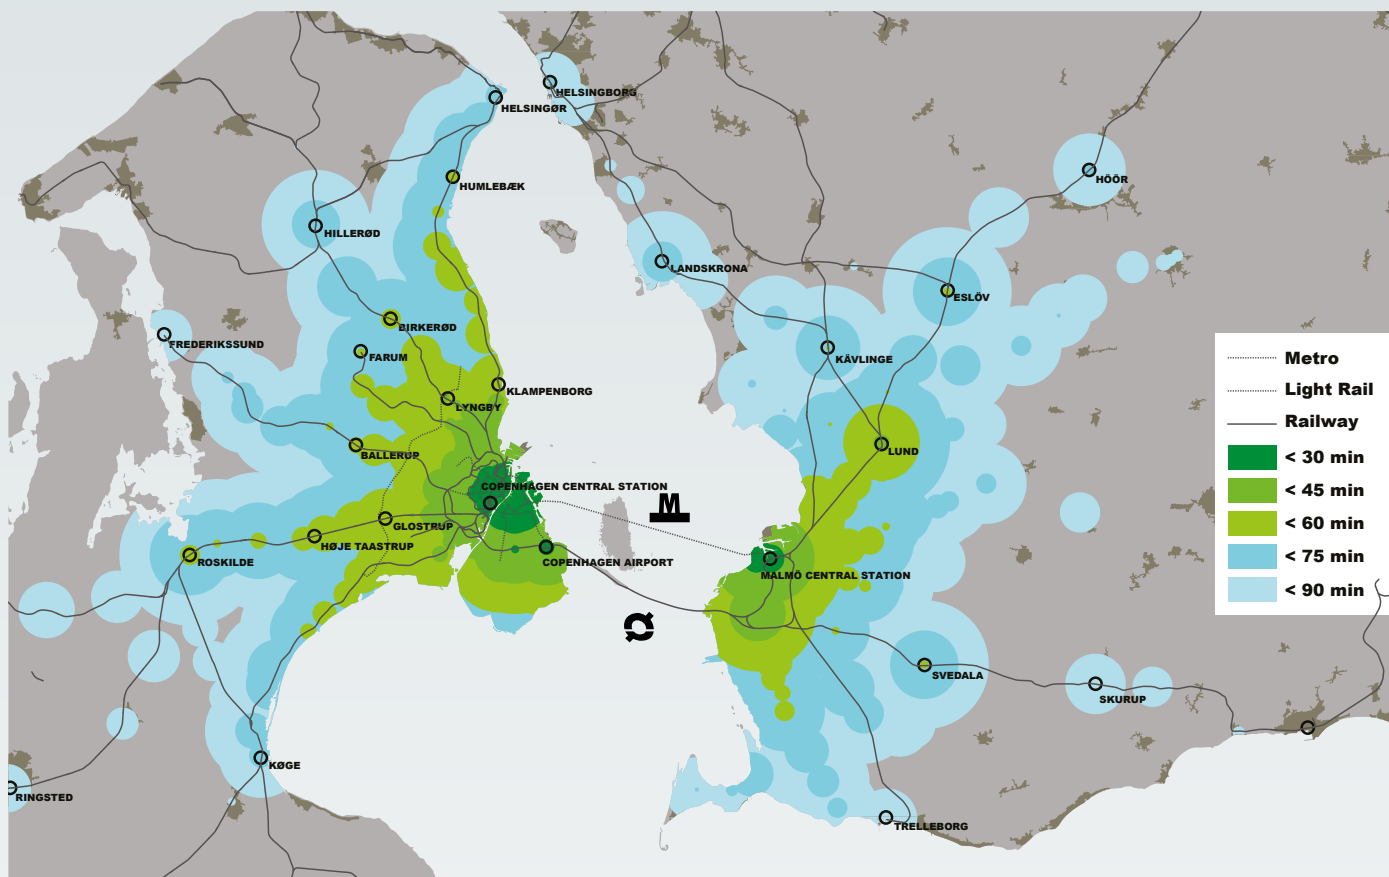 HELSINGBORG
HELSINGØR
HÖÖR
HUMLEBÆK
HILLERØD
LANDSKRONA
ESLÖV
BIRKERØD
FREDERIKSSUND
FARUM
KÄVLINGE
KLAMPENBORG
LYNGBY
BALLERUP
LUND
COPENHAGEN CENTRAL STATION
M
GLOSTRUP
HØJE TAASTRUP
ROSKILDE
COPENHAGEN AIRPORT
MALMÖ CENTRAL STATION
SVEDALA
SKURUP
KØGE
RINGSTED
TRELLEBORG
Metro
Light Rail
Railway
< 30 min
< 45 min
< 60 min
< 75 min
< 90 min